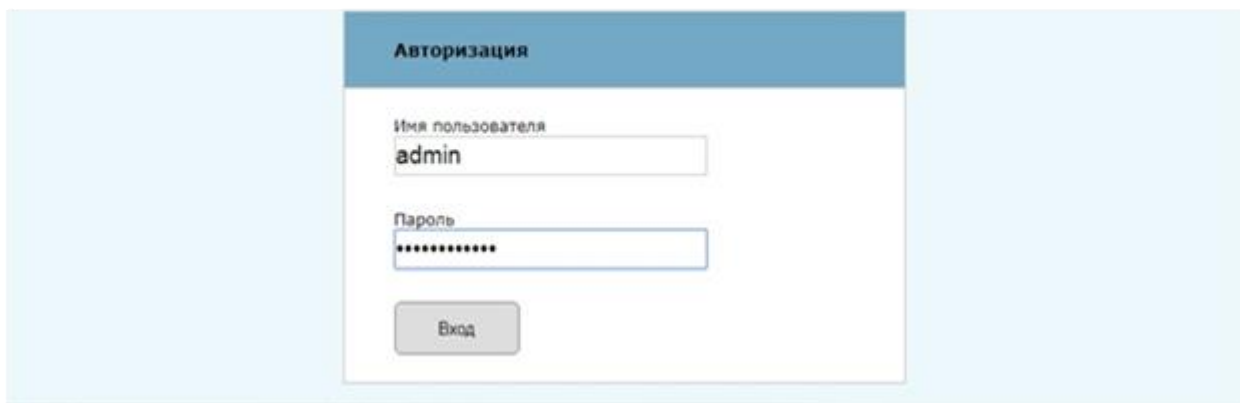 Авторизация
Имя пользователя
admin
Пароль
••••••••••••
Вход